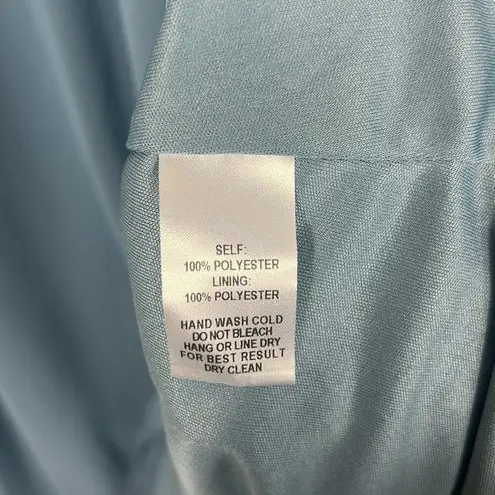 SELF:
100% POLYESTER
LINING:
100% POLYESTER
HAND WASH COLD
DO NOT BLEACH
HANG OR LINE DRY
FOR BEST RESULT
DRY CLEAN